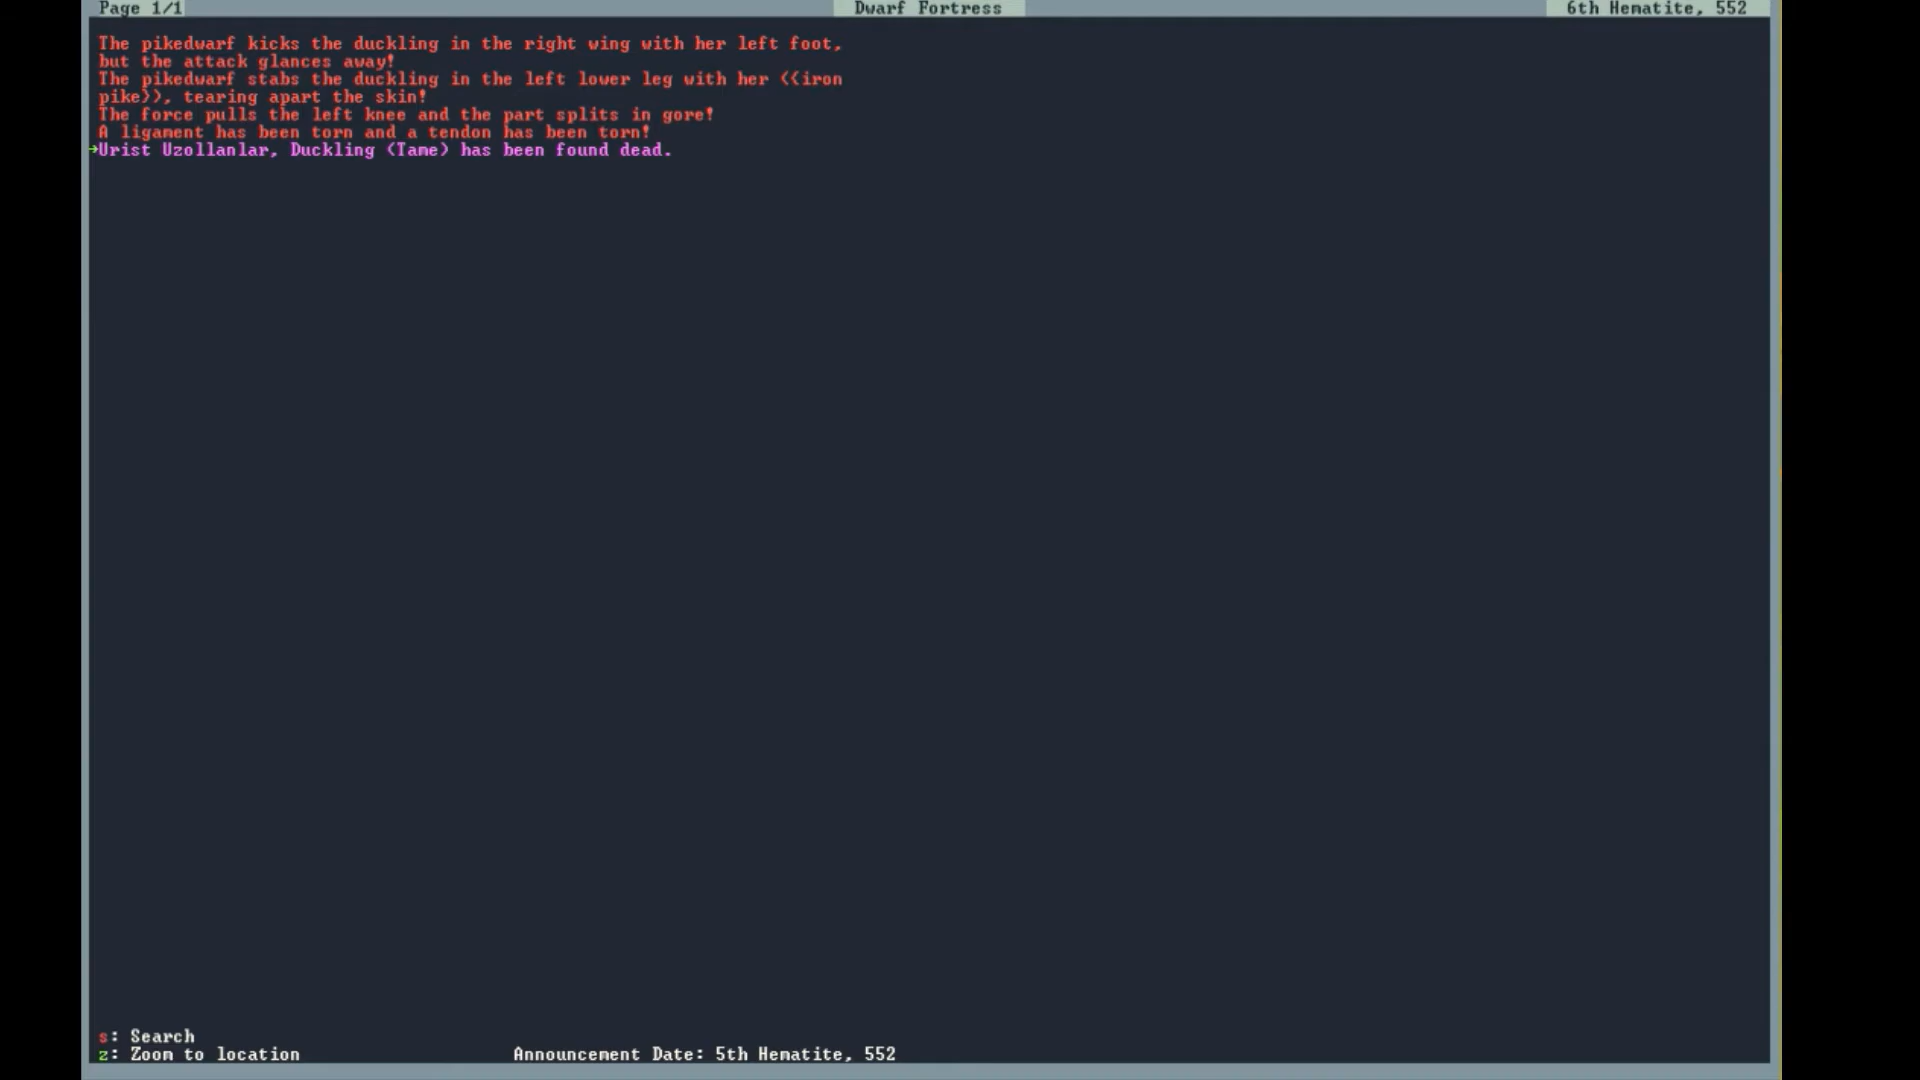 Page 1/1 Dwarf Fortress 6th Hematite, 552
The pikedwarf kicks the duckling in the right wing with her left foot,
but the attack glances away!
The pikedwarf stabs the duckling in the left lower leg with her ((iron
pike)), tearing apart the skin!
The force pulls the left knee and the part splits in gore!
A ligament has been torn and a tendon has been torn!
→Urist Uzollanlar, Duckling (Tame) has been found dead.
s: Search
z: Zoom to location Announcement Date: 5th Hematite, 552